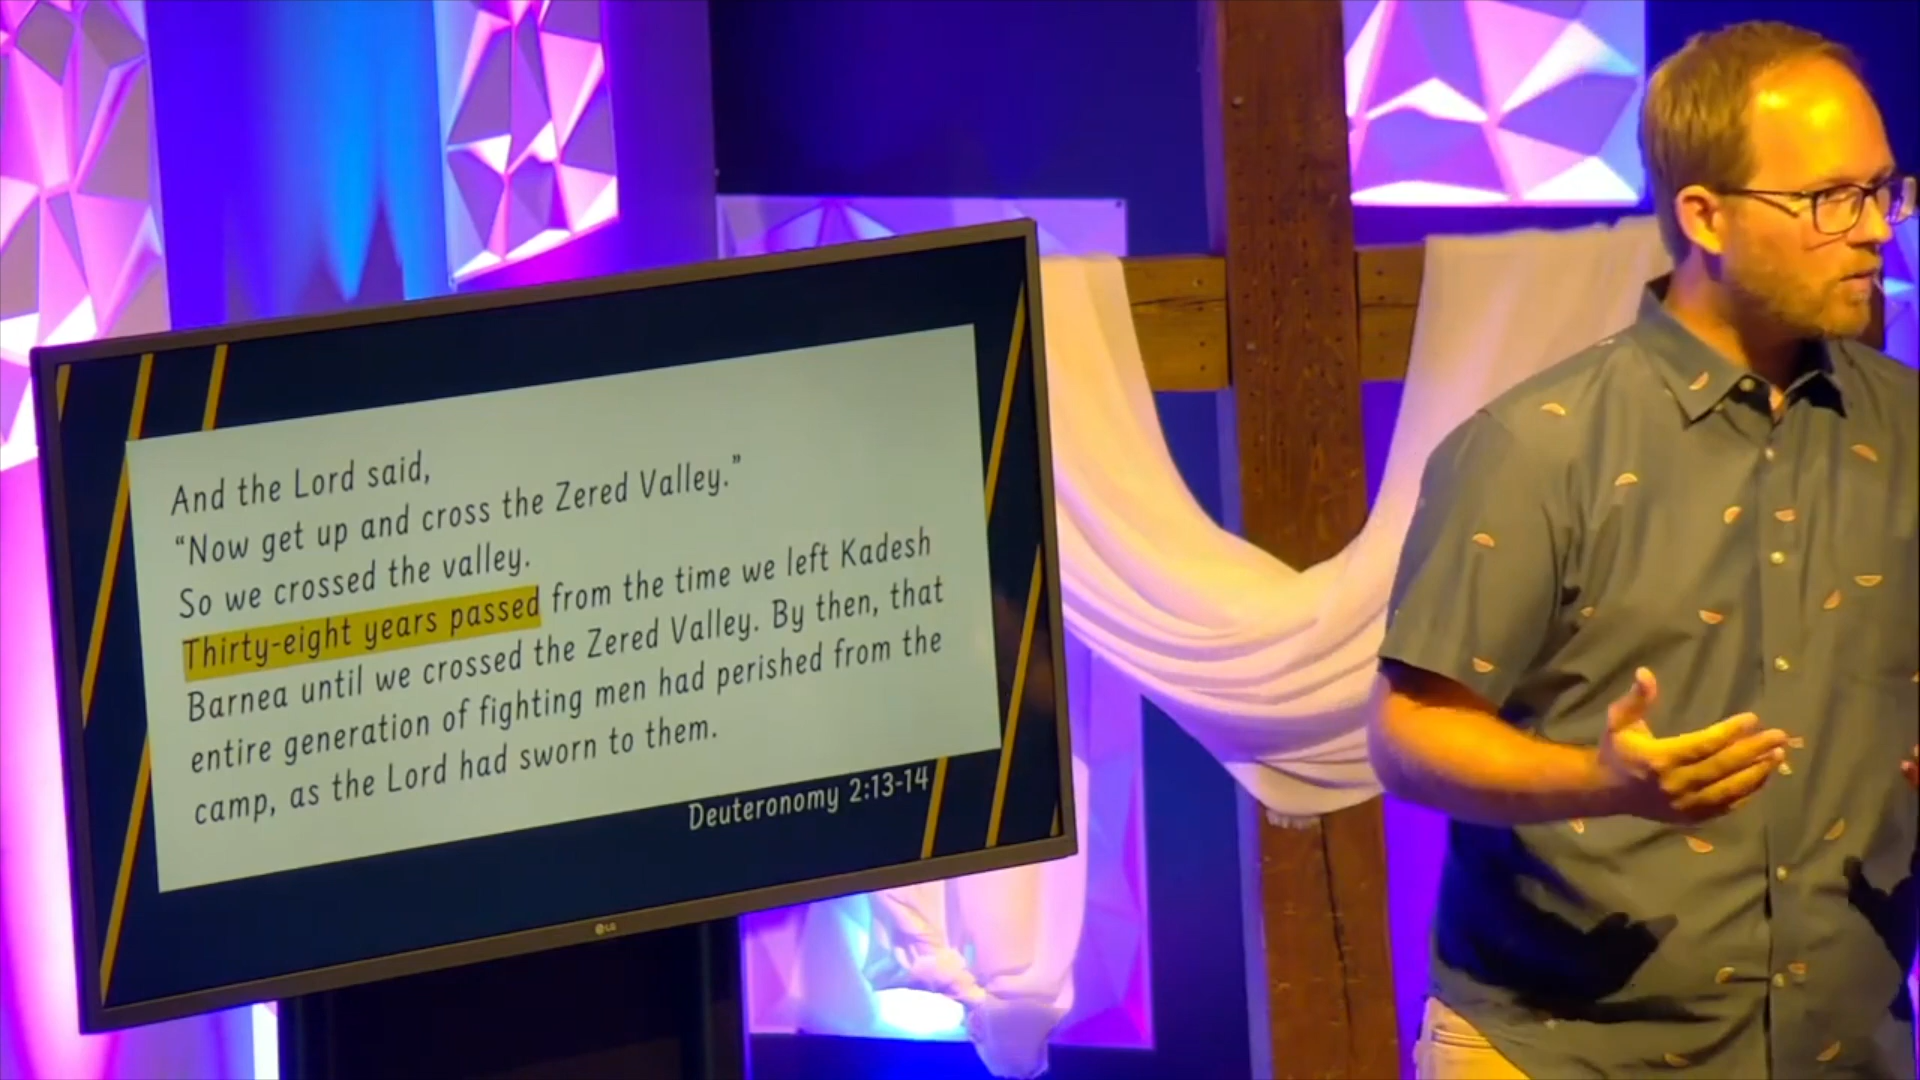 And the Lord said,
“Now get up and cross the Zered Valley.”
So we crossed the valley.
Thirty-eight years passed from the time we left Kadesh
Barnea until we crossed the Zered Valley. By then, that
entire generation of fighting men had perished from the
camp, as the Lord had sworn to them.
Deuteronomy 2:13-14
LG